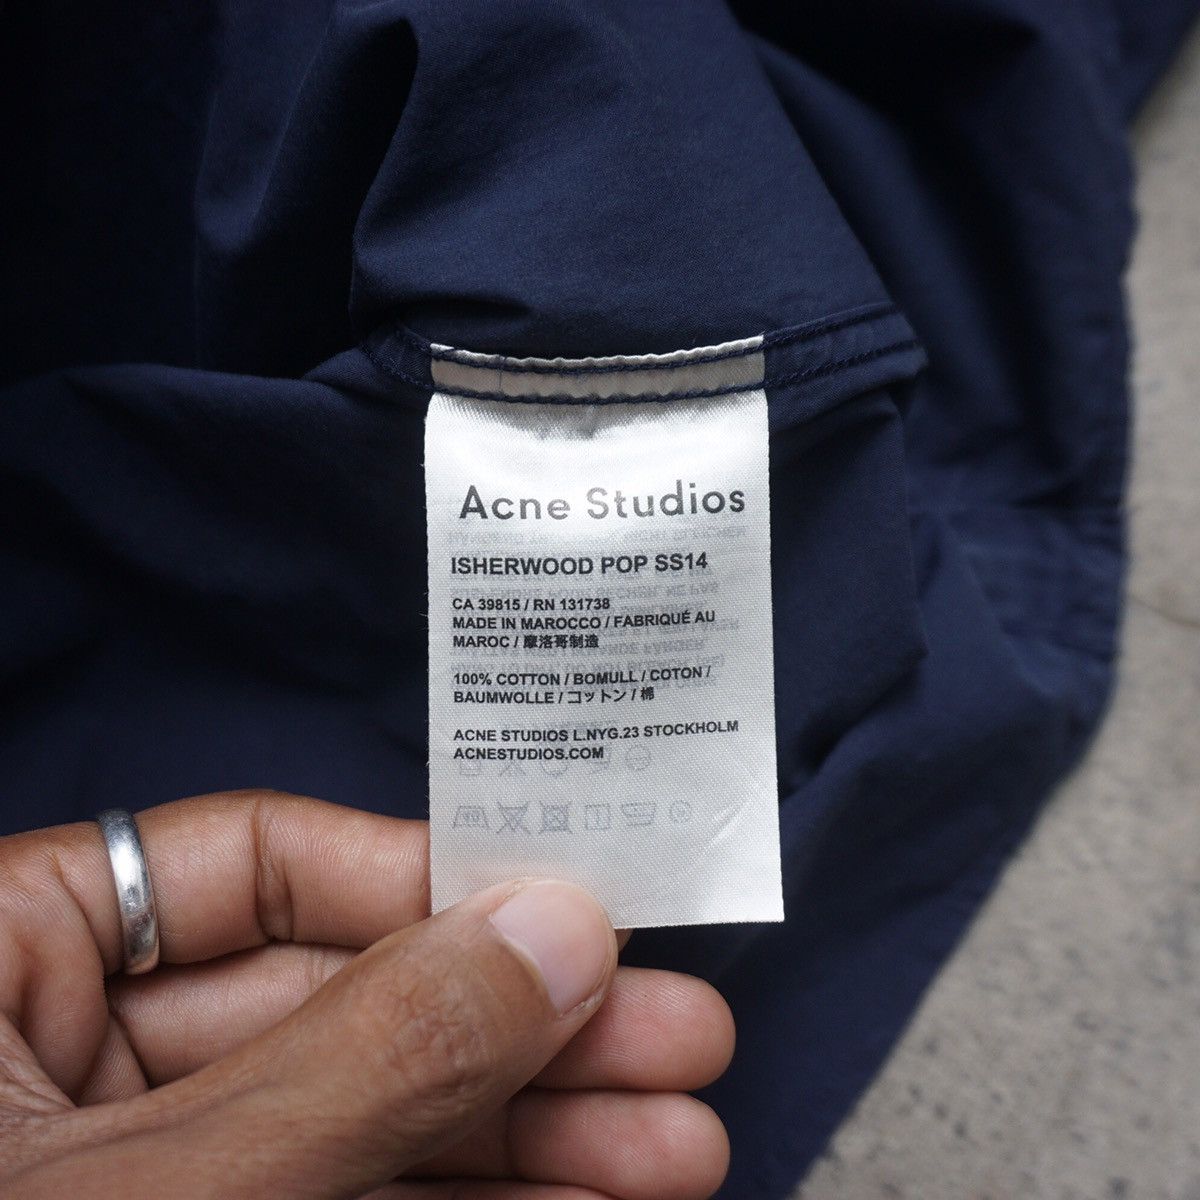 Acne Studios
ISHERWOOD POP SS14
CA 39815 / RN 131738
MADE IN MAROCCO / FABRIQUÉ AU
MAROC / 摩洛哥制造
100% COTTON / BOMULL / COTON /
BAUMWOLLE / コットン / 棉
ACNE STUDIOS L.NYG.23 STOCKHOLM
ACNESTUDIOS.COM